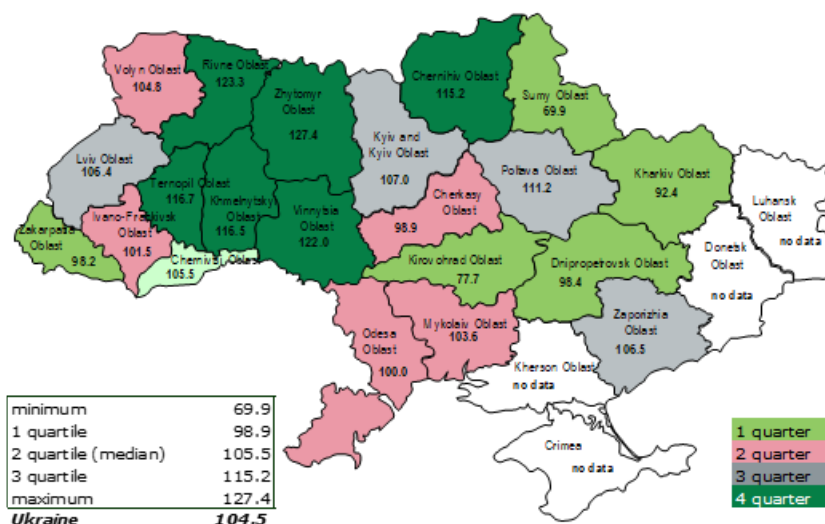 Volyn Oblast
104.8
Rivne Oblast
123.3
Zhytomyr
Oblast
127.4
Kyiv and
Kyiv Oblast
107.0
Chernihiv Oblast
115.2
Sumy Oblast
69.9
Lviv Oblast
106.4
Ternopil Oblast
116.7
Khmelnytsky
Oblast
116.5
Vinnytsia
Oblast
122.0
Cherkasy
Oblast
98.9
Poltava Oblast
111.2
Kharkiv Oblast
92.4
Luhansk
Oblast
no data
Zakarpattia
Oblast
98.2
Ivano-Frankivsk
Oblast
101.5
Chernivtsi Oblast
105.5
Kirovohrad Oblast
77.7
Dnipropetrovsk Oblast
98.4
Donetsk
Oblast
no data
Odesa
Oblast
100.0
Mykolaiv Oblast
103.6
Zaporizhia
Oblast
106.5
Kherson Oblast
no data
Crimea
no data
minimum 69.9
1 quartile 98.9
2 quartile (median) 105.5
3 quartile 115.2
maximum 127.4
Ukraine 104.5
1 quarter
2 quarter
3 quarter
4 quarter